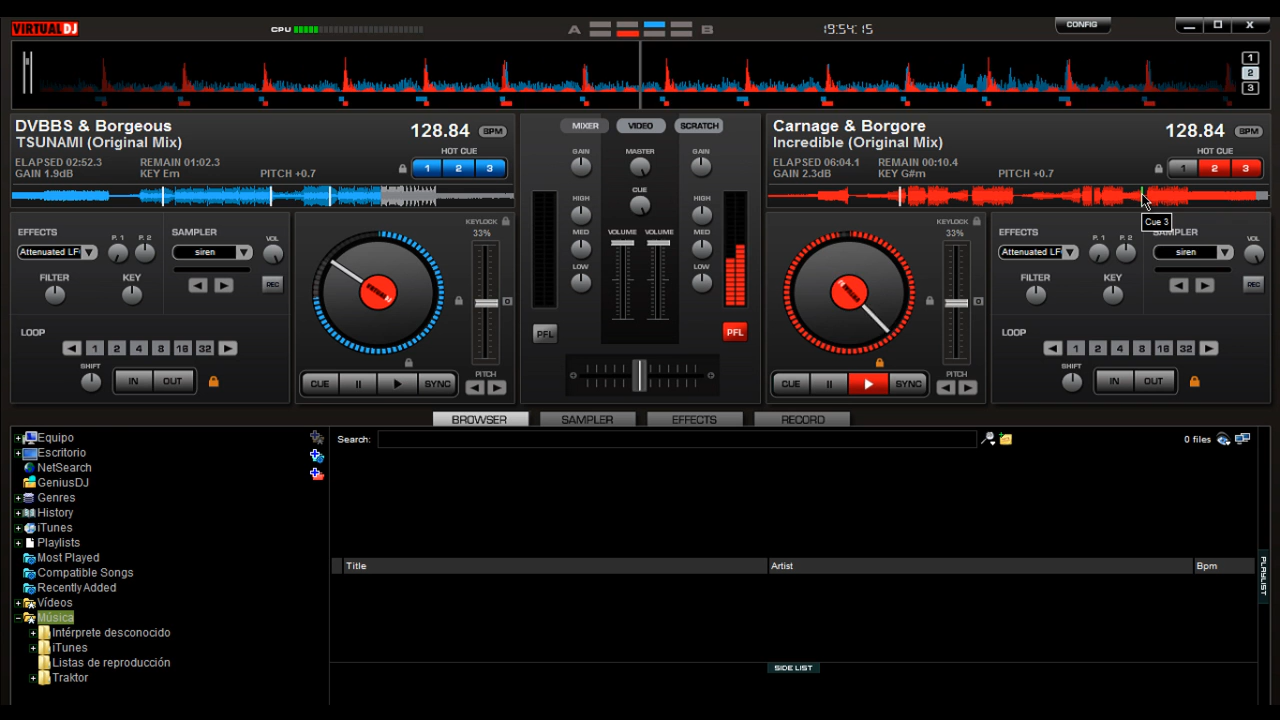 VIRTUAL DJ
CPU
A
B
19:54:15
CONFIG
X
1
2
3
DVBBS & Borgeous
TSUNAMI (Original Mix)
128.84 BPM
HOT CUE
ELAPSED 02:52.3 REMAIN 01:02.3
GAIN 1.9dB KEY Em PITCH +0.7
1 2 3
MIXER VIDEO SCRATCH
GAIN MASTER GAIN
CUE
HIGH HIGH
MED VOLUME VOLUME MED
LOW LOW
PFL PFL
Carnage & Borgore
Incredible (Original Mix)
128.84 BPM
HOT CUE
ELAPSED 06:04.1 REMAIN 00:10.4
GAIN 2.3dB KEY G#m PITCH +0.7
1 2 3
Cue 3
EFFECTS P. 1 P. 2 SAMPLER VOL
Attenuated LF siren
FILTER KEY REC
LOOP
1 2 4 8 16 32
SHIFT IN OUT
KEYLOCK
33%
CUE II SYNC
PITCH
KEYLOCK
33%
CUE II SYNC
PITCH
EFFECTS P. 1 P. 2 SAMPLER VOL
Attenuated LF siren
FILTER KEY REC
LOOP
1 2 4 8 16 32
SHIFT IN OUT
BROWSER SAMPLER EFFECTS RECORD
Equipo
Escritorio
NetSearch
GeniusDJ
Genres
History
iTunes
Playlists
Most Played
Compatible Songs
Recently Added
Vídeos
Música
Intérprete desconocido
iTunes
Listas de reproducción
Traktor
Search:
0 files
Title Artist Bpm
PLAYLIST
SIDE LIST